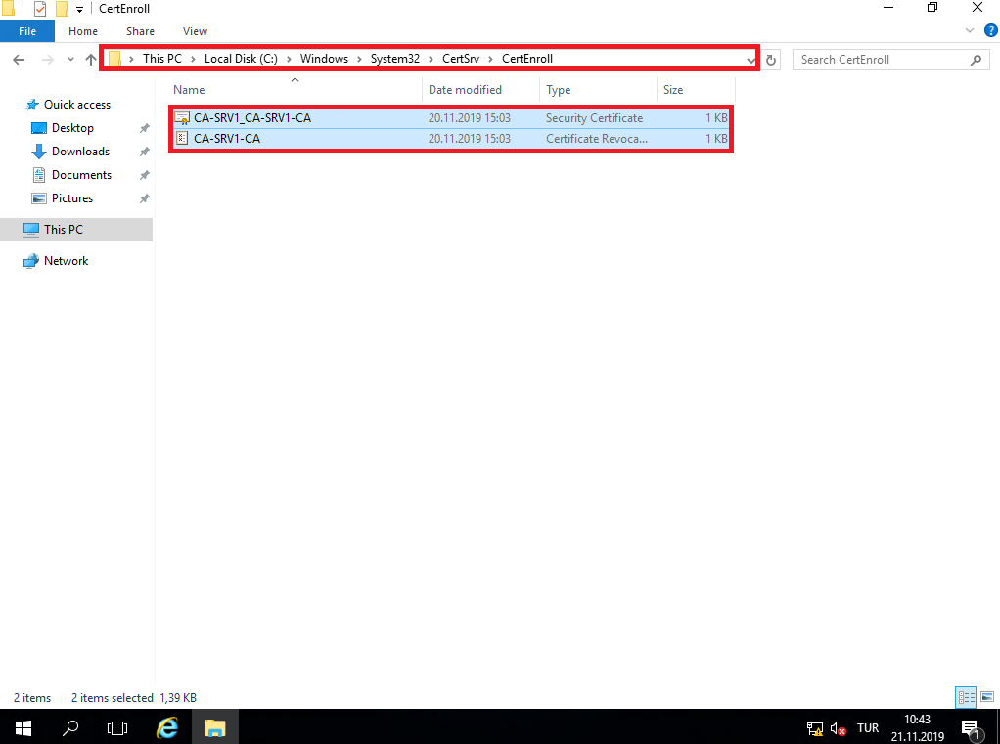 CertEnroll
File Home Share View
This PC Local Disk (C:) Windows System32 CertSrv CertEnroll Search CertEnroll
Name Date modified Type Size
Quick access
Desktop
Downloads
Documents
Pictures
This PC
Network
CA-SRV1_CA-SRV1-CA 20.11.2019 15:03 Security Certificate 1 KB
CA-SRV1-CA 20.11.2019 15:03 Certificate Revoca... 1 KB
2 items 2 items selected 1,39 KB
TUR 10:43
21.11.2019 1